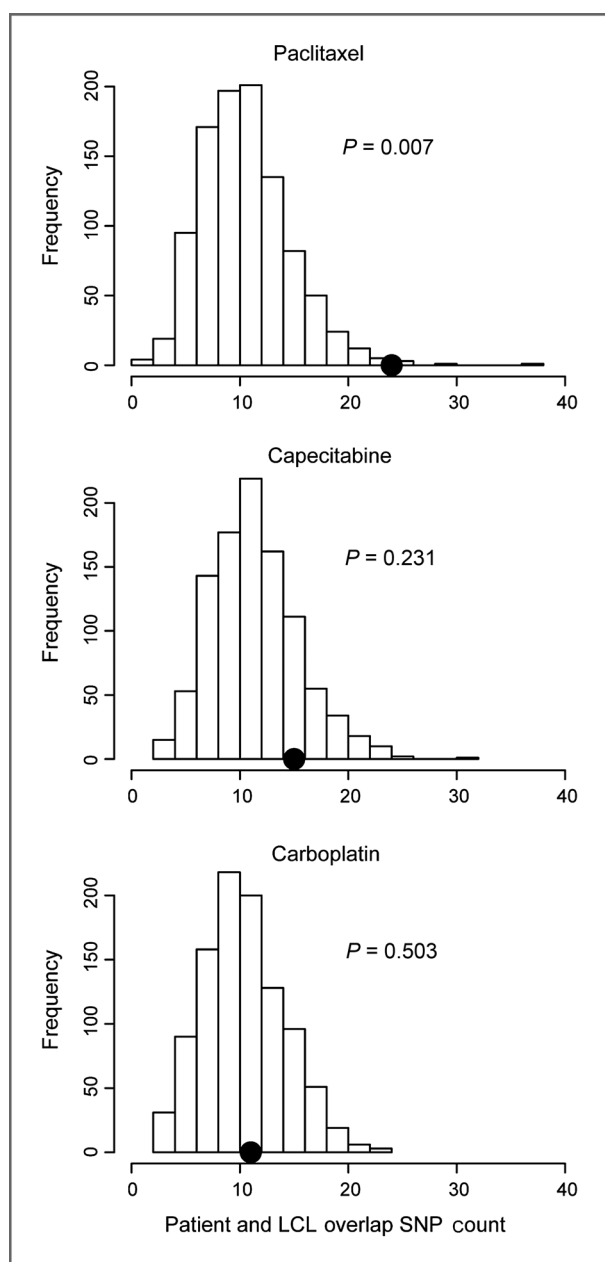 Paclitaxel
200
150
100
50
0
Frequency
P = 0.007
0 10 20 30 40
Capecitabine
200
150
100
50
0
Frequency
P = 0.231
0 10 20 30 40
Carboplatin
200
150
100
50
0
Frequency
P = 0.503
0 10 20 30 40
Patient and LCL overlap SNP count